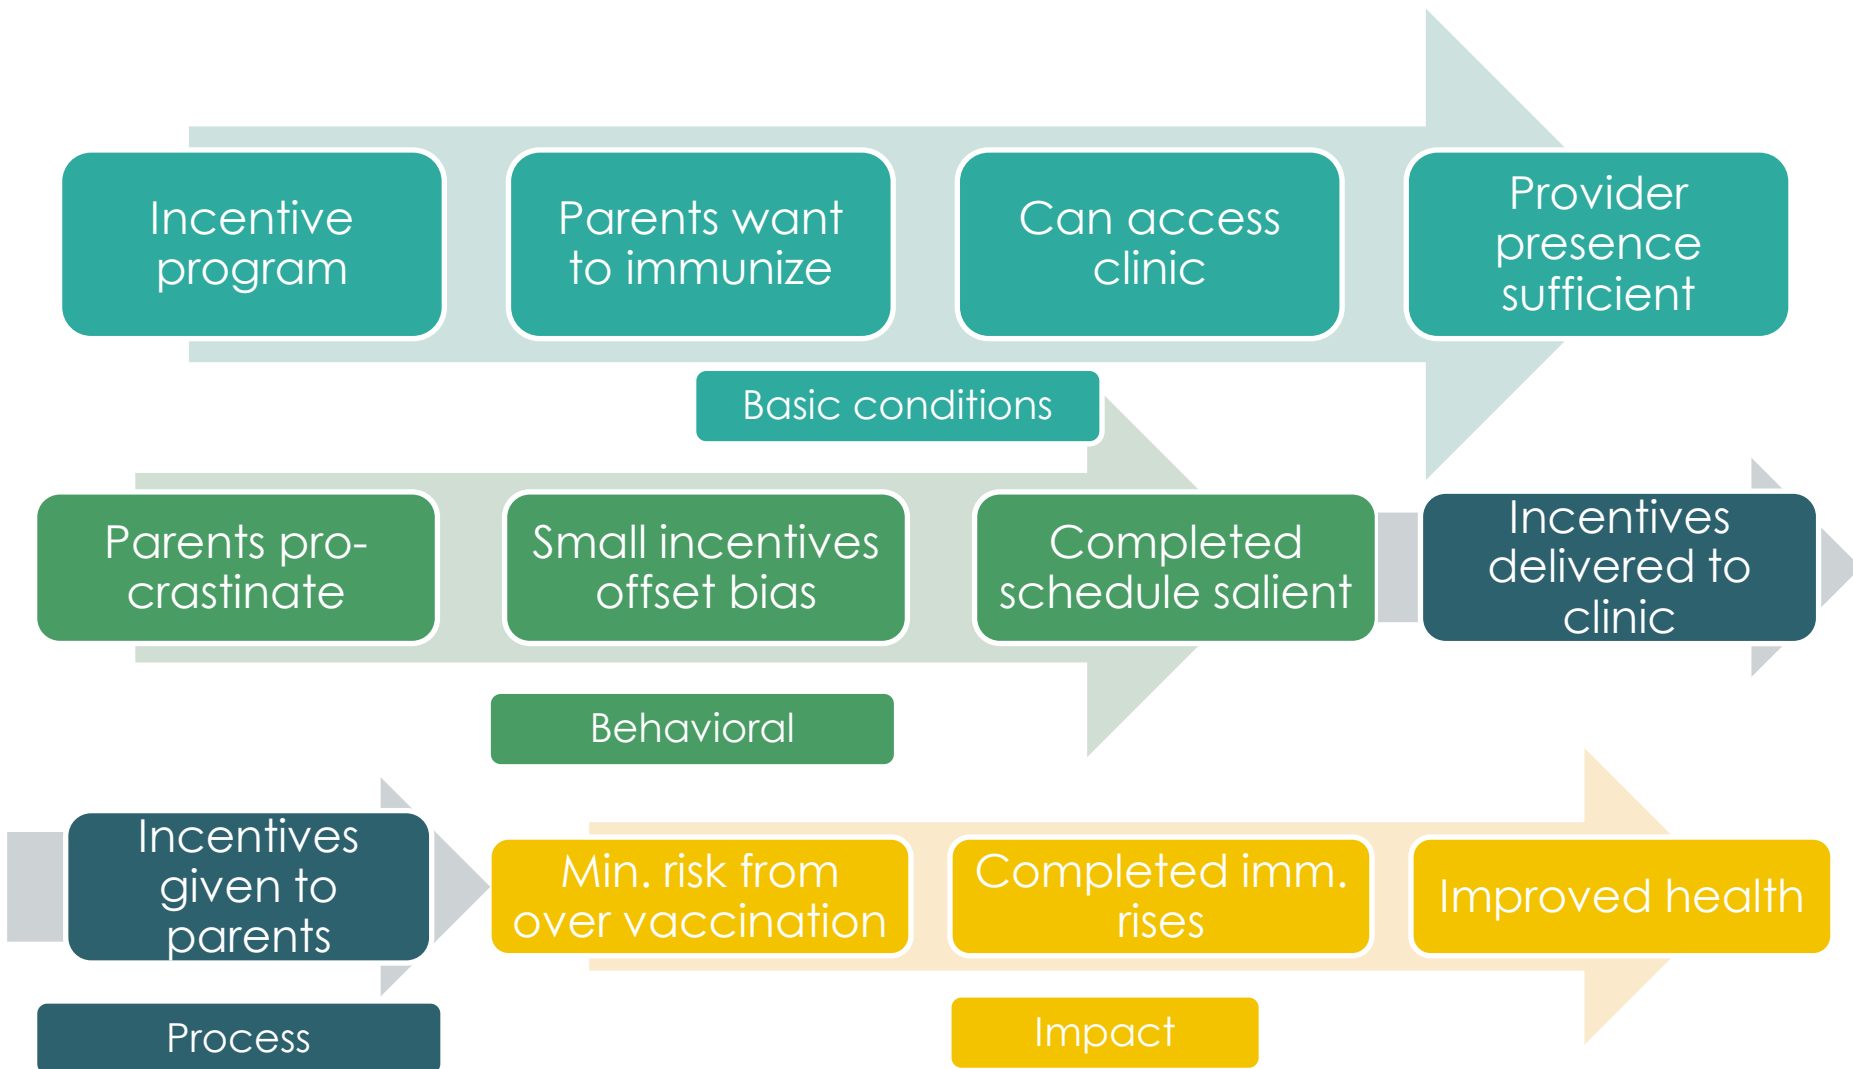 Incentive
program
Parents want
to immunize
Can access
clinic
Provider
presence
sufficient
Basic conditions
Parents pro-
crastinate
Small incentives
offset bias
Completed
schedule salient
Incentives
delivered to
clinic
Behavioral
Incentives
given to
parents
Min. risk from
over vaccination
Completed imm.
rises
Improved health
Process
Impact